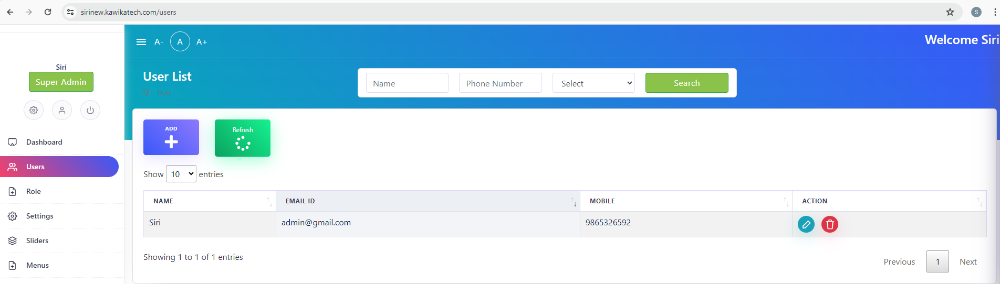 sirinew.kawikatech.com/users
S
A- A A+
Welcome Siri
Siri
Super Admin
User List
User
Name Phone Number Select Search
Dashboard
Users
Role
Settings
Sliders
Menus
ADD
Refresh
Show 10 entries
NAME EMAIL ID MOBILE ACTION
Siri admin@gmail.com 9865326592
Showing 1 to 1 of 1 entries
Previous 1 Next